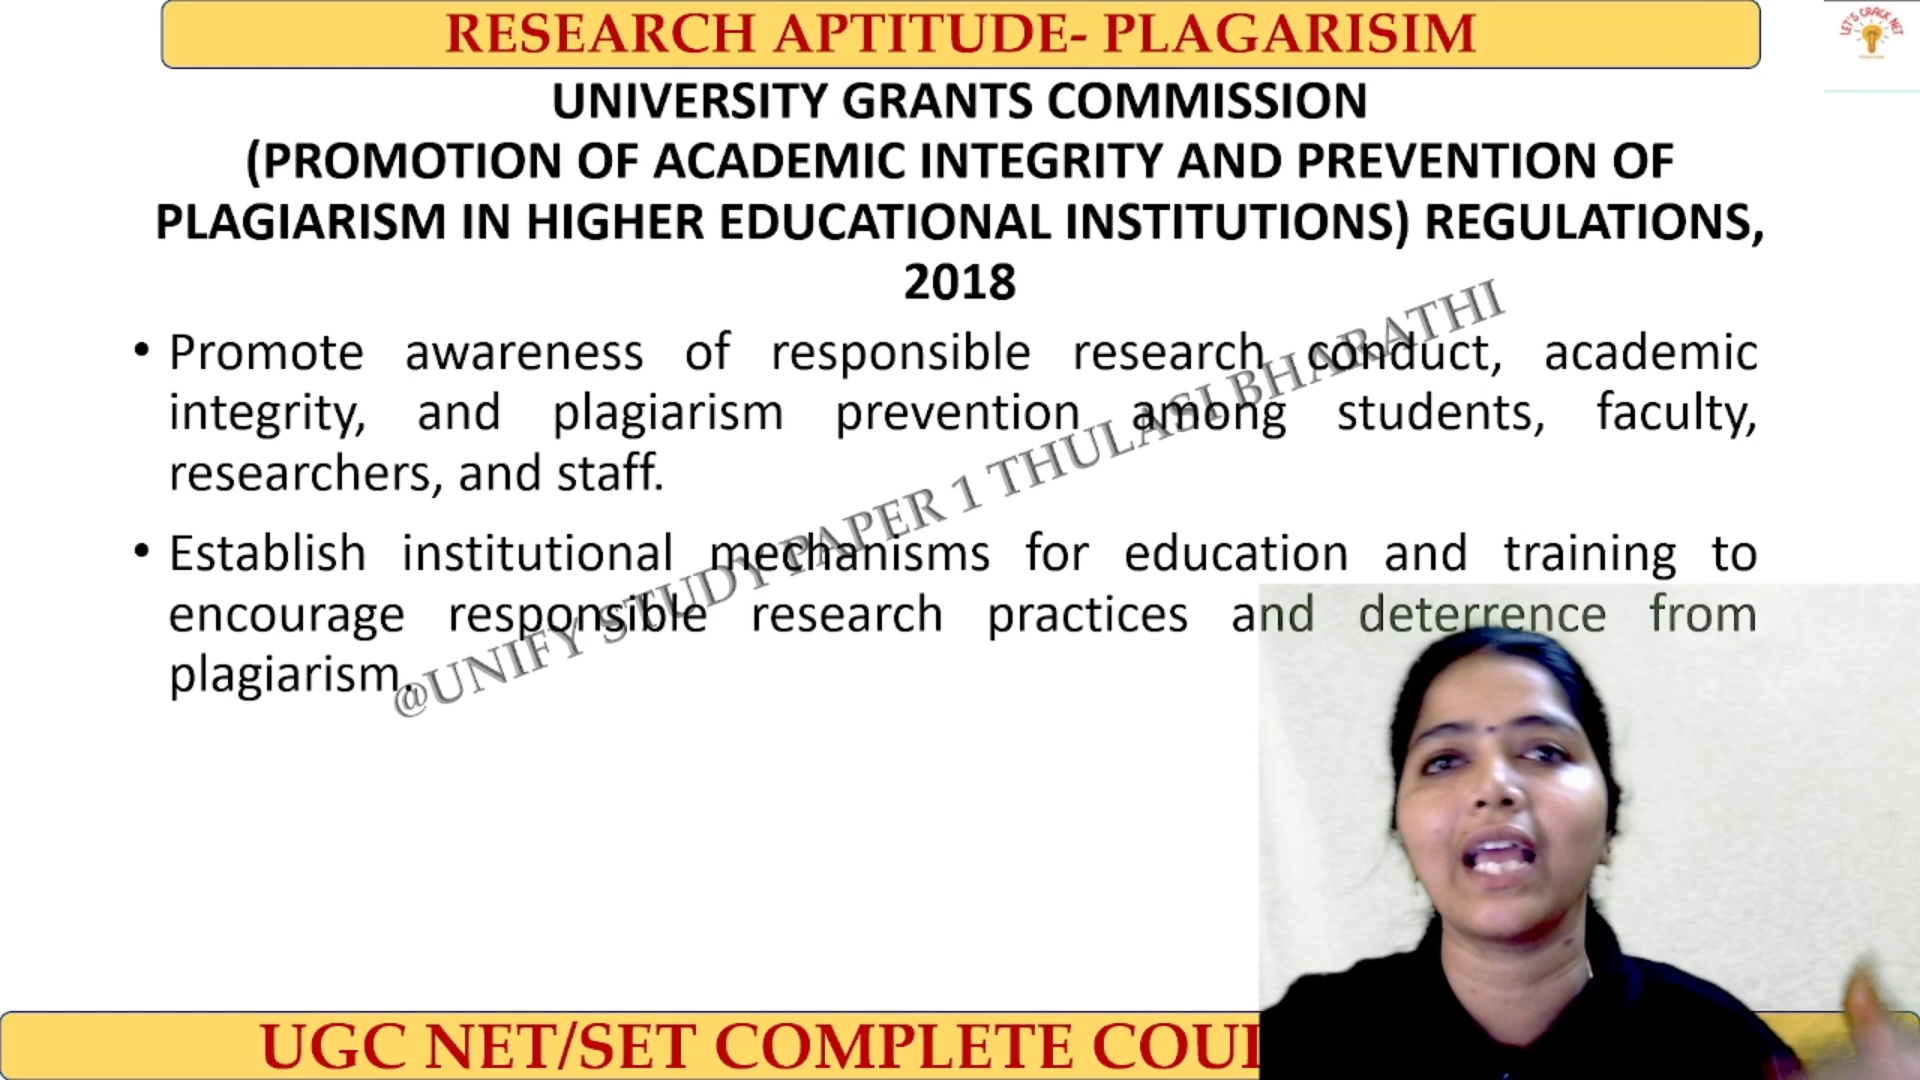 RESEARCH APTITUDE- PLAGARISIM
LET'S CRACK NET
UNIVERSITY GRANTS COMMISSION
(PROMOTION OF ACADEMIC INTEGRITY AND PREVENTION OF
PLAGIARISM IN HIGHER EDUCATIONAL INSTITUTIONS) REGULATIONS,
2018
• Promote awareness of responsible research conduct, academic
integrity, and plagiarism prevention among students, faculty,
researchers, and staff.
• Establish institutional mechanisms for education and training to
encourage responsible research practices and deterrence from
plagiarism.
@UNIFY STUDY PAPER 1 THULASI BHARATHI
UGC NET/SET COMPLETE